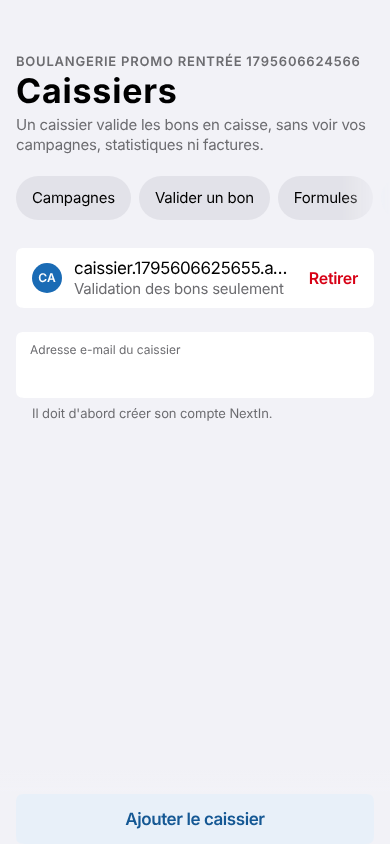 BOULANGERIE PROMO RENTRÉE 1795606624566
Caissiers
Un caissier valide les bons en caisse, sans voir vos
campagnes, statistiques ni factures.
Campagnes
Valider un bon
Formules
CA
caissier.1795606625655.a...
Validation des bons seulement
Retirer
Adresse e-mail du caissier
Il doit d'abord créer son compte NextIn.
Ajouter le caissier